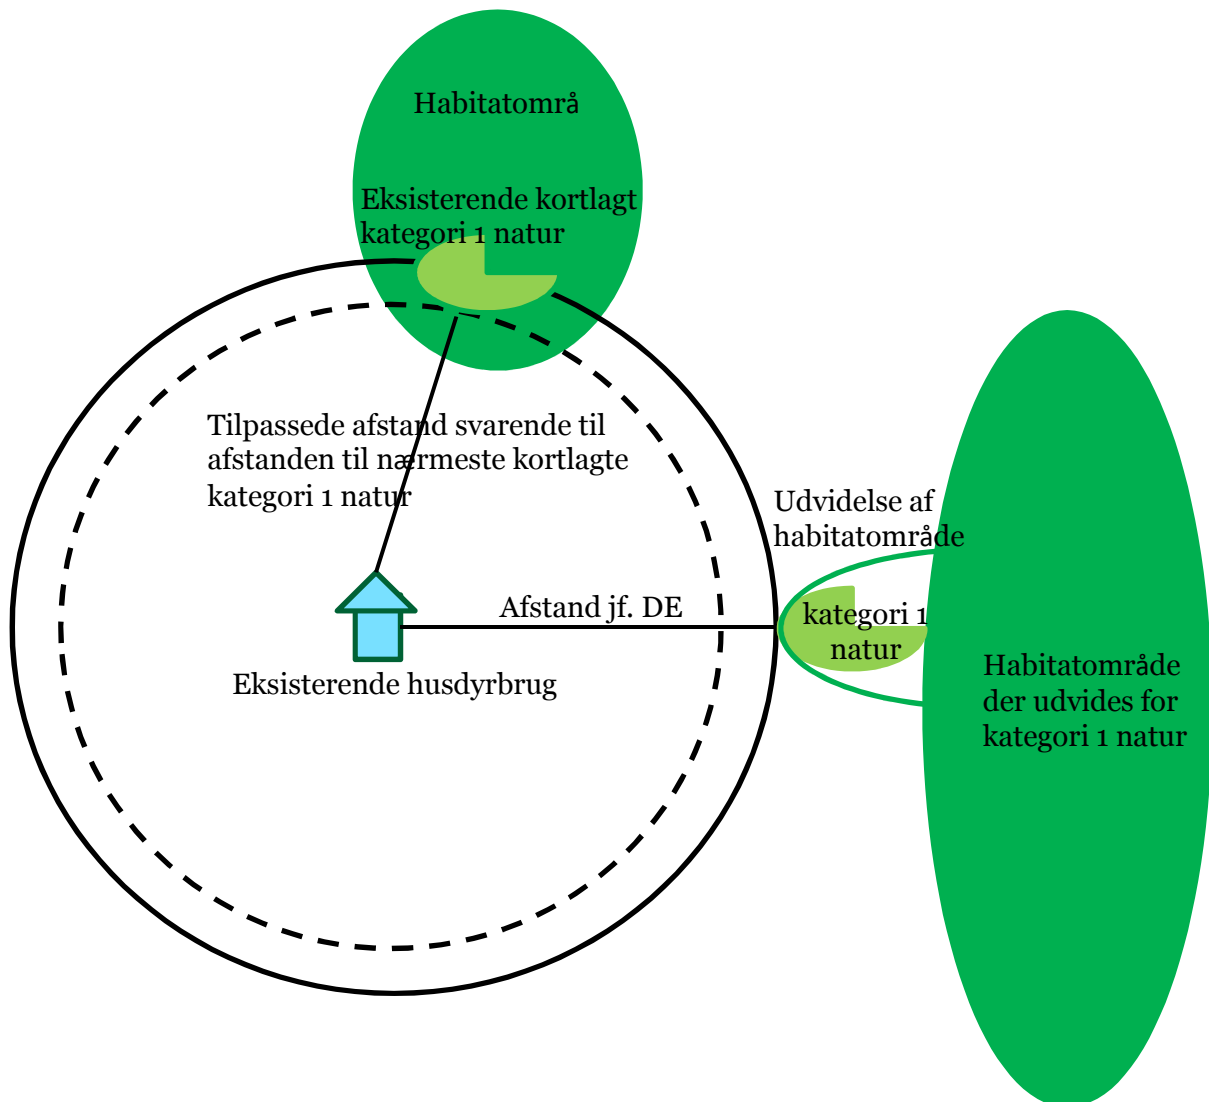 Habitatområ
Eksisterende kortlagt
kategori 1 natur
Tilpassede afstand svarende til
afstanden til nærmeste kortlagte
kategori 1 natur
Udvidelse af
habitatområde
Afstand jf. DE
kategori 1
natur
Eksisterende husdyrbrug
Habitatområde
der udvides for
kategori 1 natur